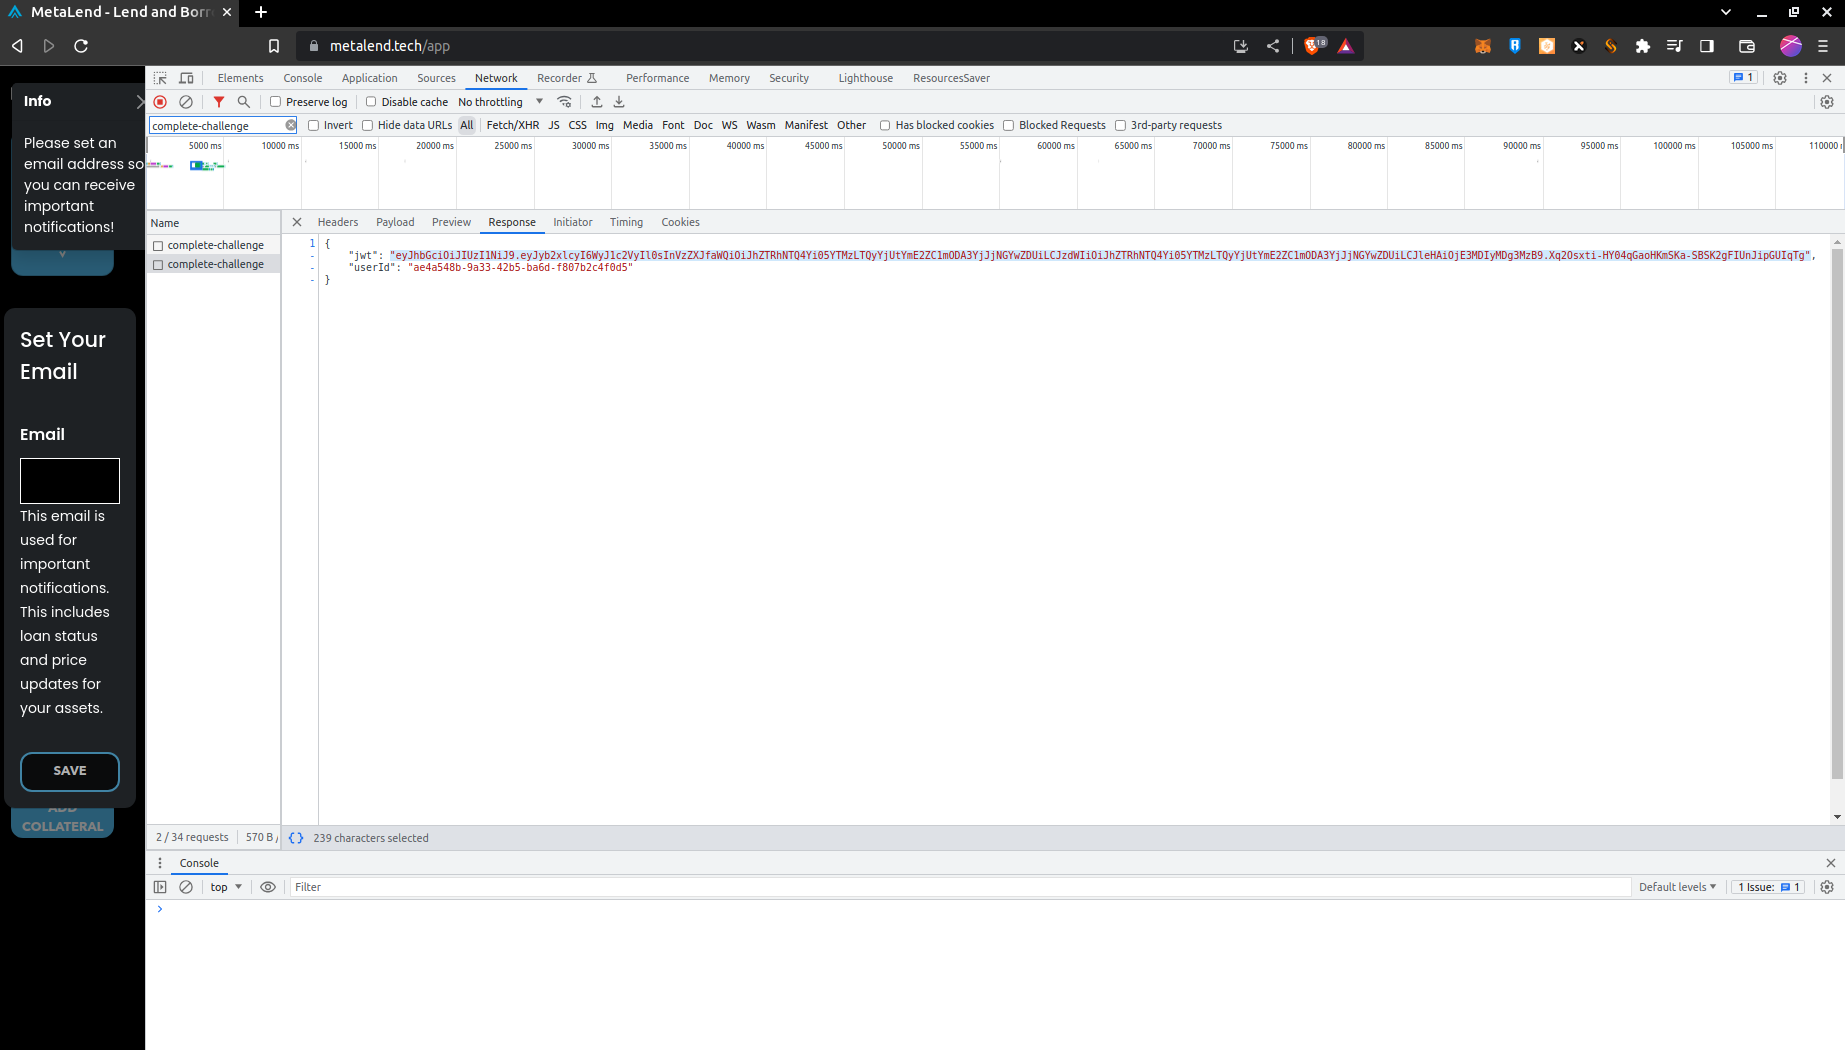 MetaLend - Lend and Borr
metalend.tech/app
18
Info
Please set an
email address so
you can receive
important
notifications!
Set Your
Email
Email
This email is
used for
important
notifications.
This includes
loan status
and price
updates for
your assets.
SAVE
ADD
COLLATERAL
Elements Console Application Sources Network Recorder Performance Memory Security Lighthouse ResourcesSaver 1
Preserve log Disable cache No throttling
complete-challenge Invert Hide data URLs All Fetch/XHR JS CSS Img Media Font Doc WS Wasm Manifest Other Has blocked cookies Blocked Requests 3rd-party requests
5000 ms 10000 ms 15000 ms 20000 ms 25000 ms 30000 ms 35000 ms 40000 ms 45000 ms 50000 ms 55000 ms 60000 ms 65000 ms 70000 ms 75000 ms 80000 ms 85000 ms 90000 ms 95000 ms 100000 ms 105000 ms 110000
Name
complete-challenge
complete-challenge
Headers Payload Preview Response Initiator Timing Cookies
1 {
- "jwt":
- "userId": "ae4a548b-9a33-42b5-ba6d-f807b2c4f0d5"
- }
2 / 34 requests 570 B /
{} 239 characters selected
Console
top Filter Default levels 1 Issue: 1